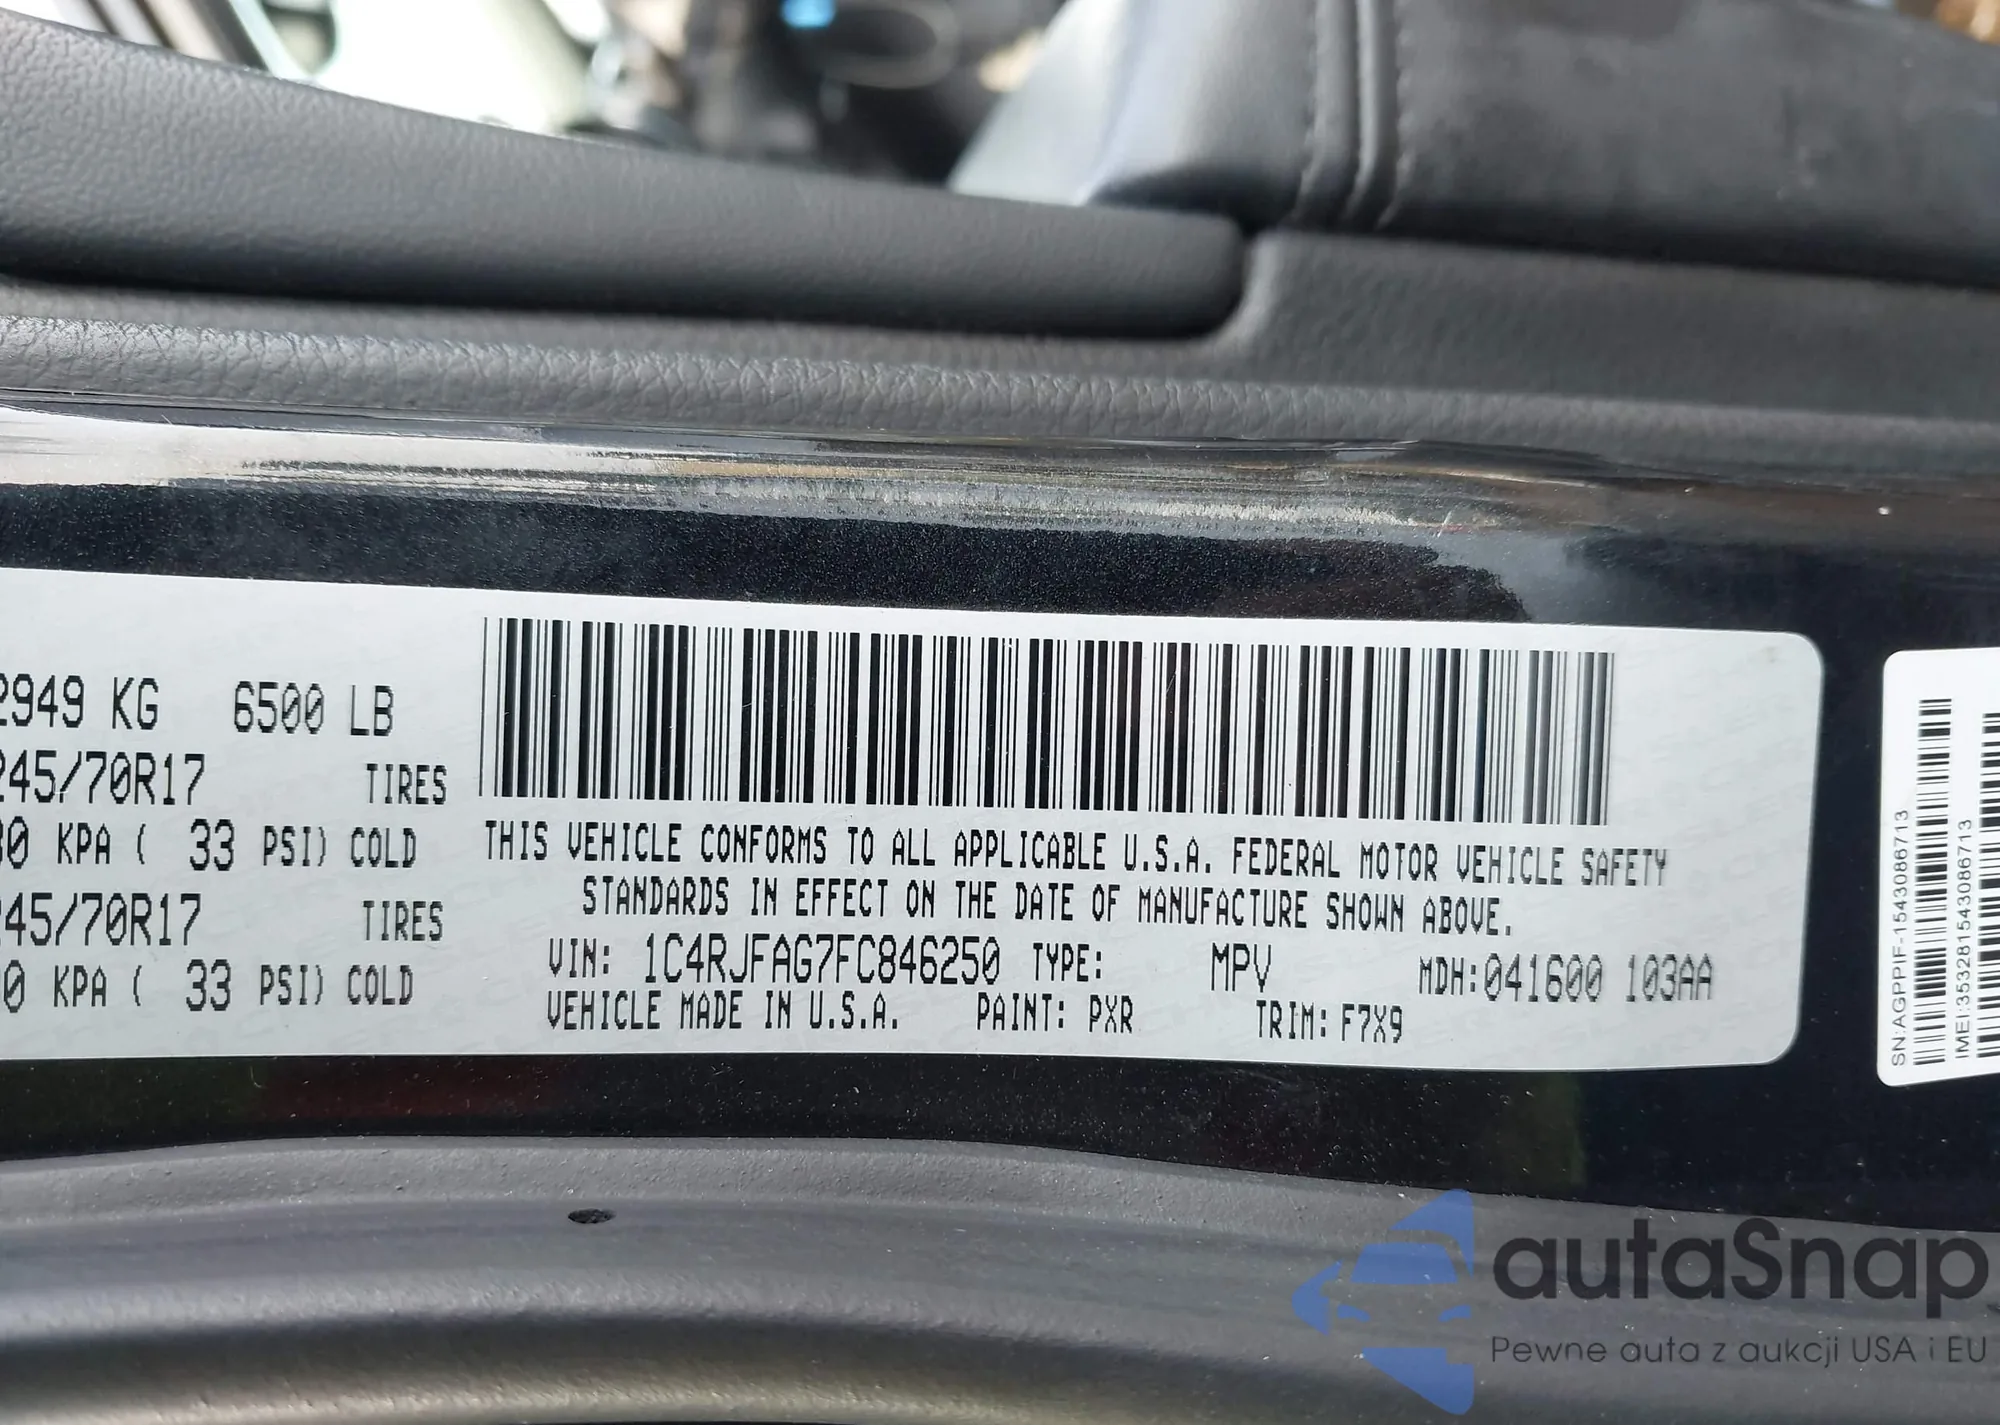 2949 KG 6500 LB
245/70R17 TIRES
30 KPA ( 33 PSI) COLD
245/70R17 TIRES
0 KPA ( 33 PSI) COLD
THIS VEHICLE CONFORMS TO ALL APPLICABLE U.S.A. FEDERAL MOTOR VEHICLE SAFETY
STANDARDS IN EFFECT ON THE DATE OF MANUFACTURE SHOWN ABOVE.
VIN: 1C4RJFAG7FC846250 TYPE: MPV MDH:041600 103AA
VEHICLE MADE IN U.S.A. PAINT: PXR TRIM: F7X9
SN:AGPPIF-1543086713
IMEI:353281543086713
autaSnap
Pewne auta z aukcji USA i EU